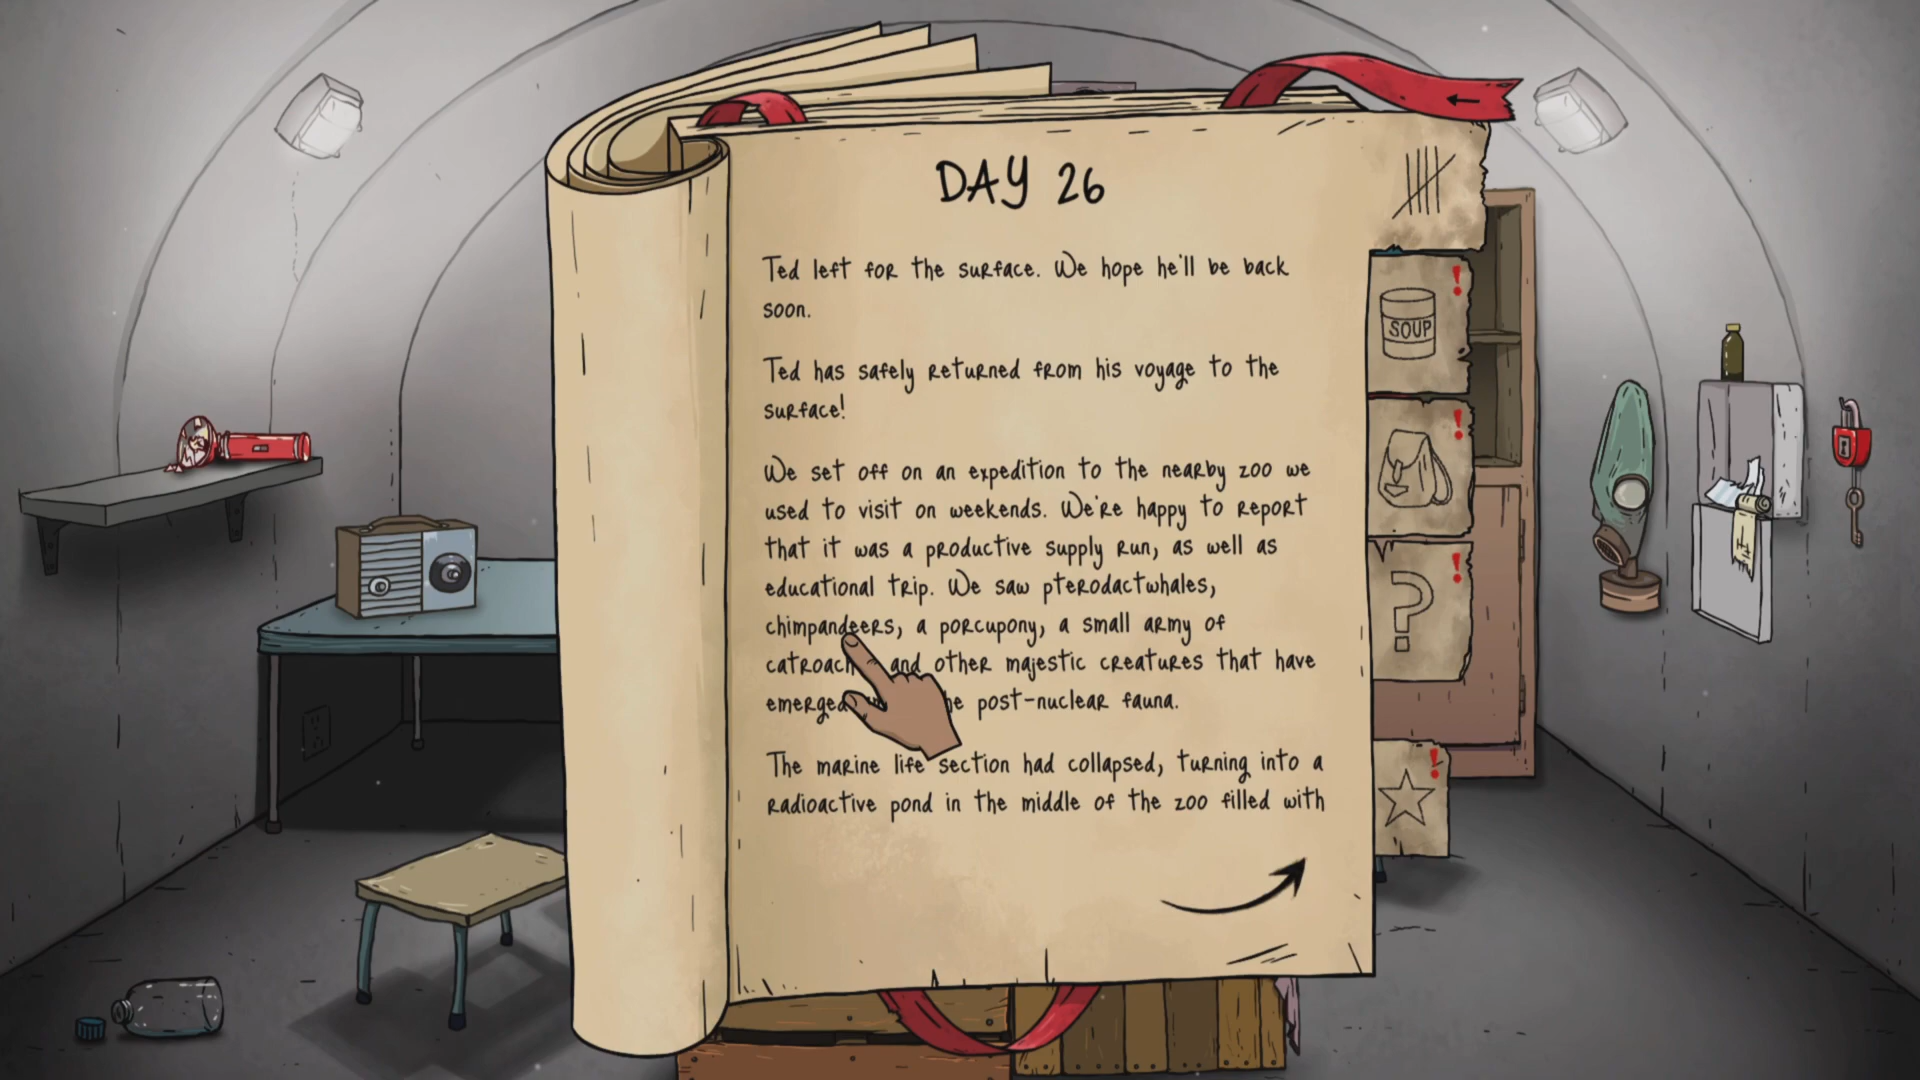 DAY 26
Ted left for the surface. We hope he'll be back
soon.
Ted has safely returned from his voyage to the
surface!
We set off on an expedition to the nearby zoo we
used to visit on weekends. We're happy to report
that it was a productive supply run, as well as
educational trip. We saw pterodactwhales,
chimpandeers, a porcupony, a small army of
and other majestic creatures that have
emerged post-nuclear fauna.
The marine life section had collapsed, turning into a
radioactive pond in the middle of the zoo filled with
SOUP
!
!
?
!
!